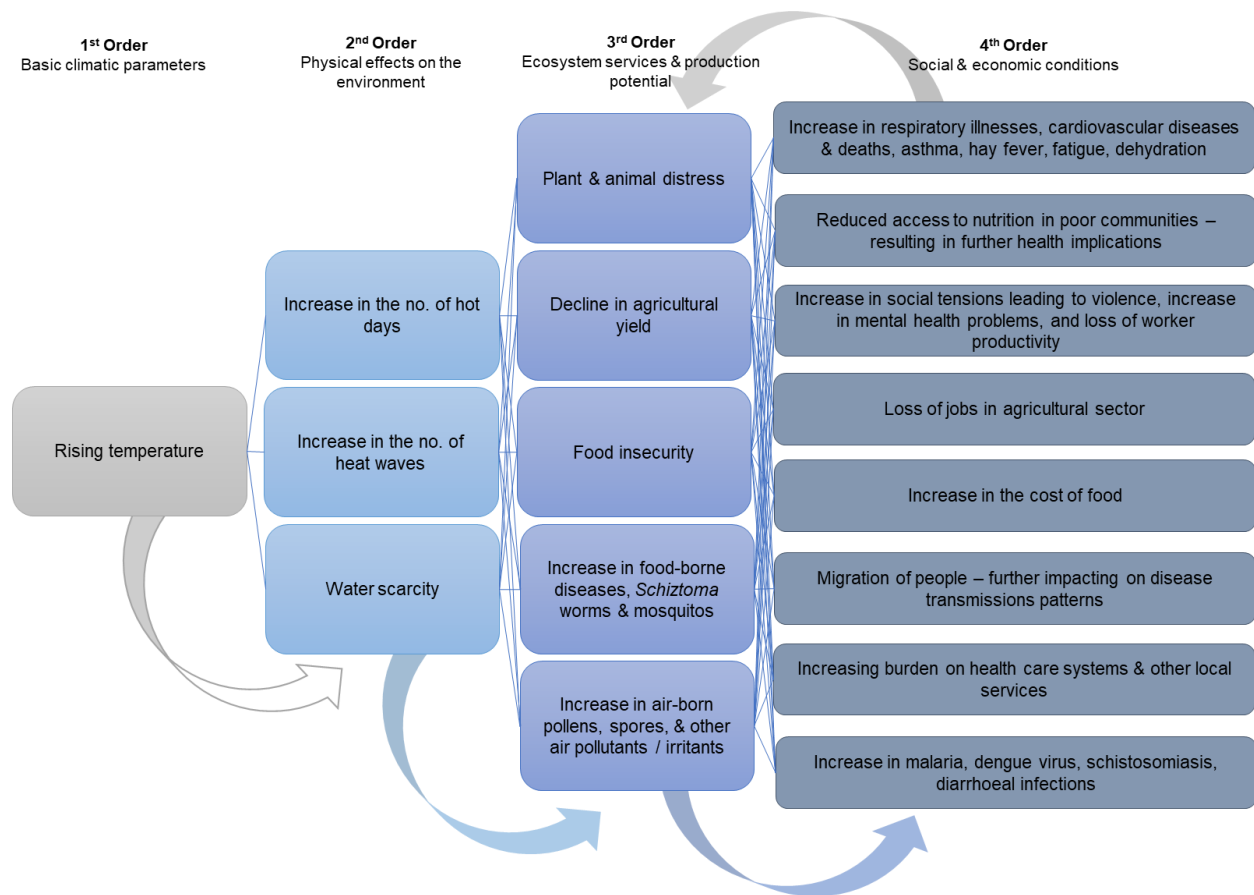 1st Order
Basic climatic parameters
2nd Order
Physical effects on the
environment
3rd Order
Ecosystem services & production
potential
4th Order
Social & economic conditions
Rising temperature
Increase in the no. of hot
days
Increase in the no. of
heat waves
Water scarcity
Plant & animal distress
Decline in agricultural
yield
Food insecurity
Increase in food-borne
diseases, Schiztoma
worms & mosquitos
Increase in air-born
pollens, spores, & other
air pollutants / irritants
Increase in respiratory illnesses, cardiovascular diseases
& deaths, asthma, hay fever, fatigue, dehydration
Reduced access to nutrition in poor communities –
resulting in further health implications
Increase in social tensions leading to violence, increase
in mental health problems, and loss of worker
productivity
Loss of jobs in agricultural sector
Increase in the cost of food
Migration of people – further impacting on disease
transmissions patterns
Increasing burden on health care systems & other local
services
Increase in malaria, dengue virus, schistosomiasis,
diarrhoeal infections